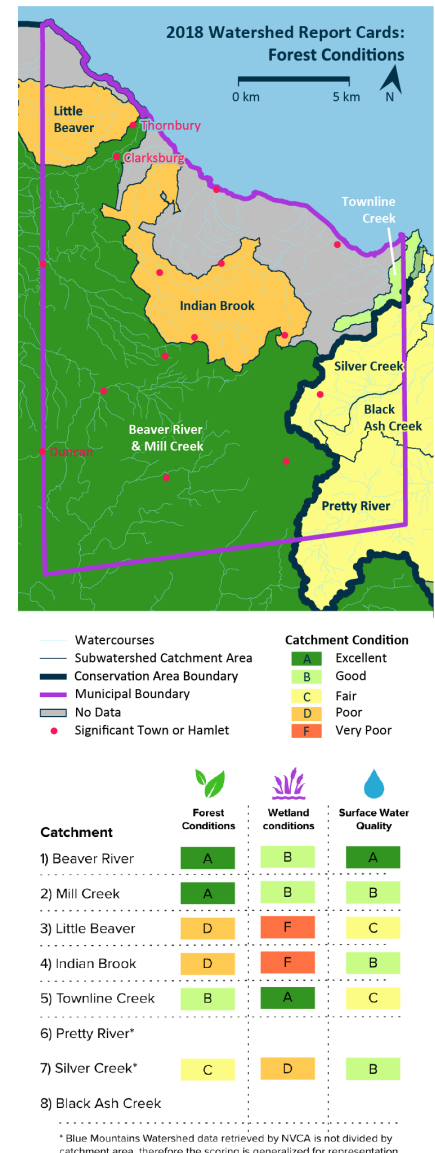 2018 Watershed Report Cards:
Forest Conditions
0 km 5 km N
Little
Beaver
Thornbury
Clarksburg
Townline
Creek
Indian Brook
Silver Creek
Black
Ash Creek
Beaver River
& Mill Creek
Duncan
Pretty River
Watercourses
Subwatershed Catchment Area
Conservation Area Boundary
Municipal Boundary
No Data
Significant Town or Hamlet
Catchment Condition
A Excellent
B Good
C Fair
D Poor
F Very Poor
Catchment
Forest
Conditions
Wetland
conditions
Surface Water
Quality
1) Beaver River A B A
2) Mill Creek A B B
3) Little Beaver D F C
4) Indian Brook D F B
5) Townline Creek B A C
6) Pretty River*
7) Silver Creek* C D B
8) Black Ash Creek
* Blue Mountains Watershed data retrieved by NVCA is not divided by
catchment area, therefore the scoring is generalized for representation